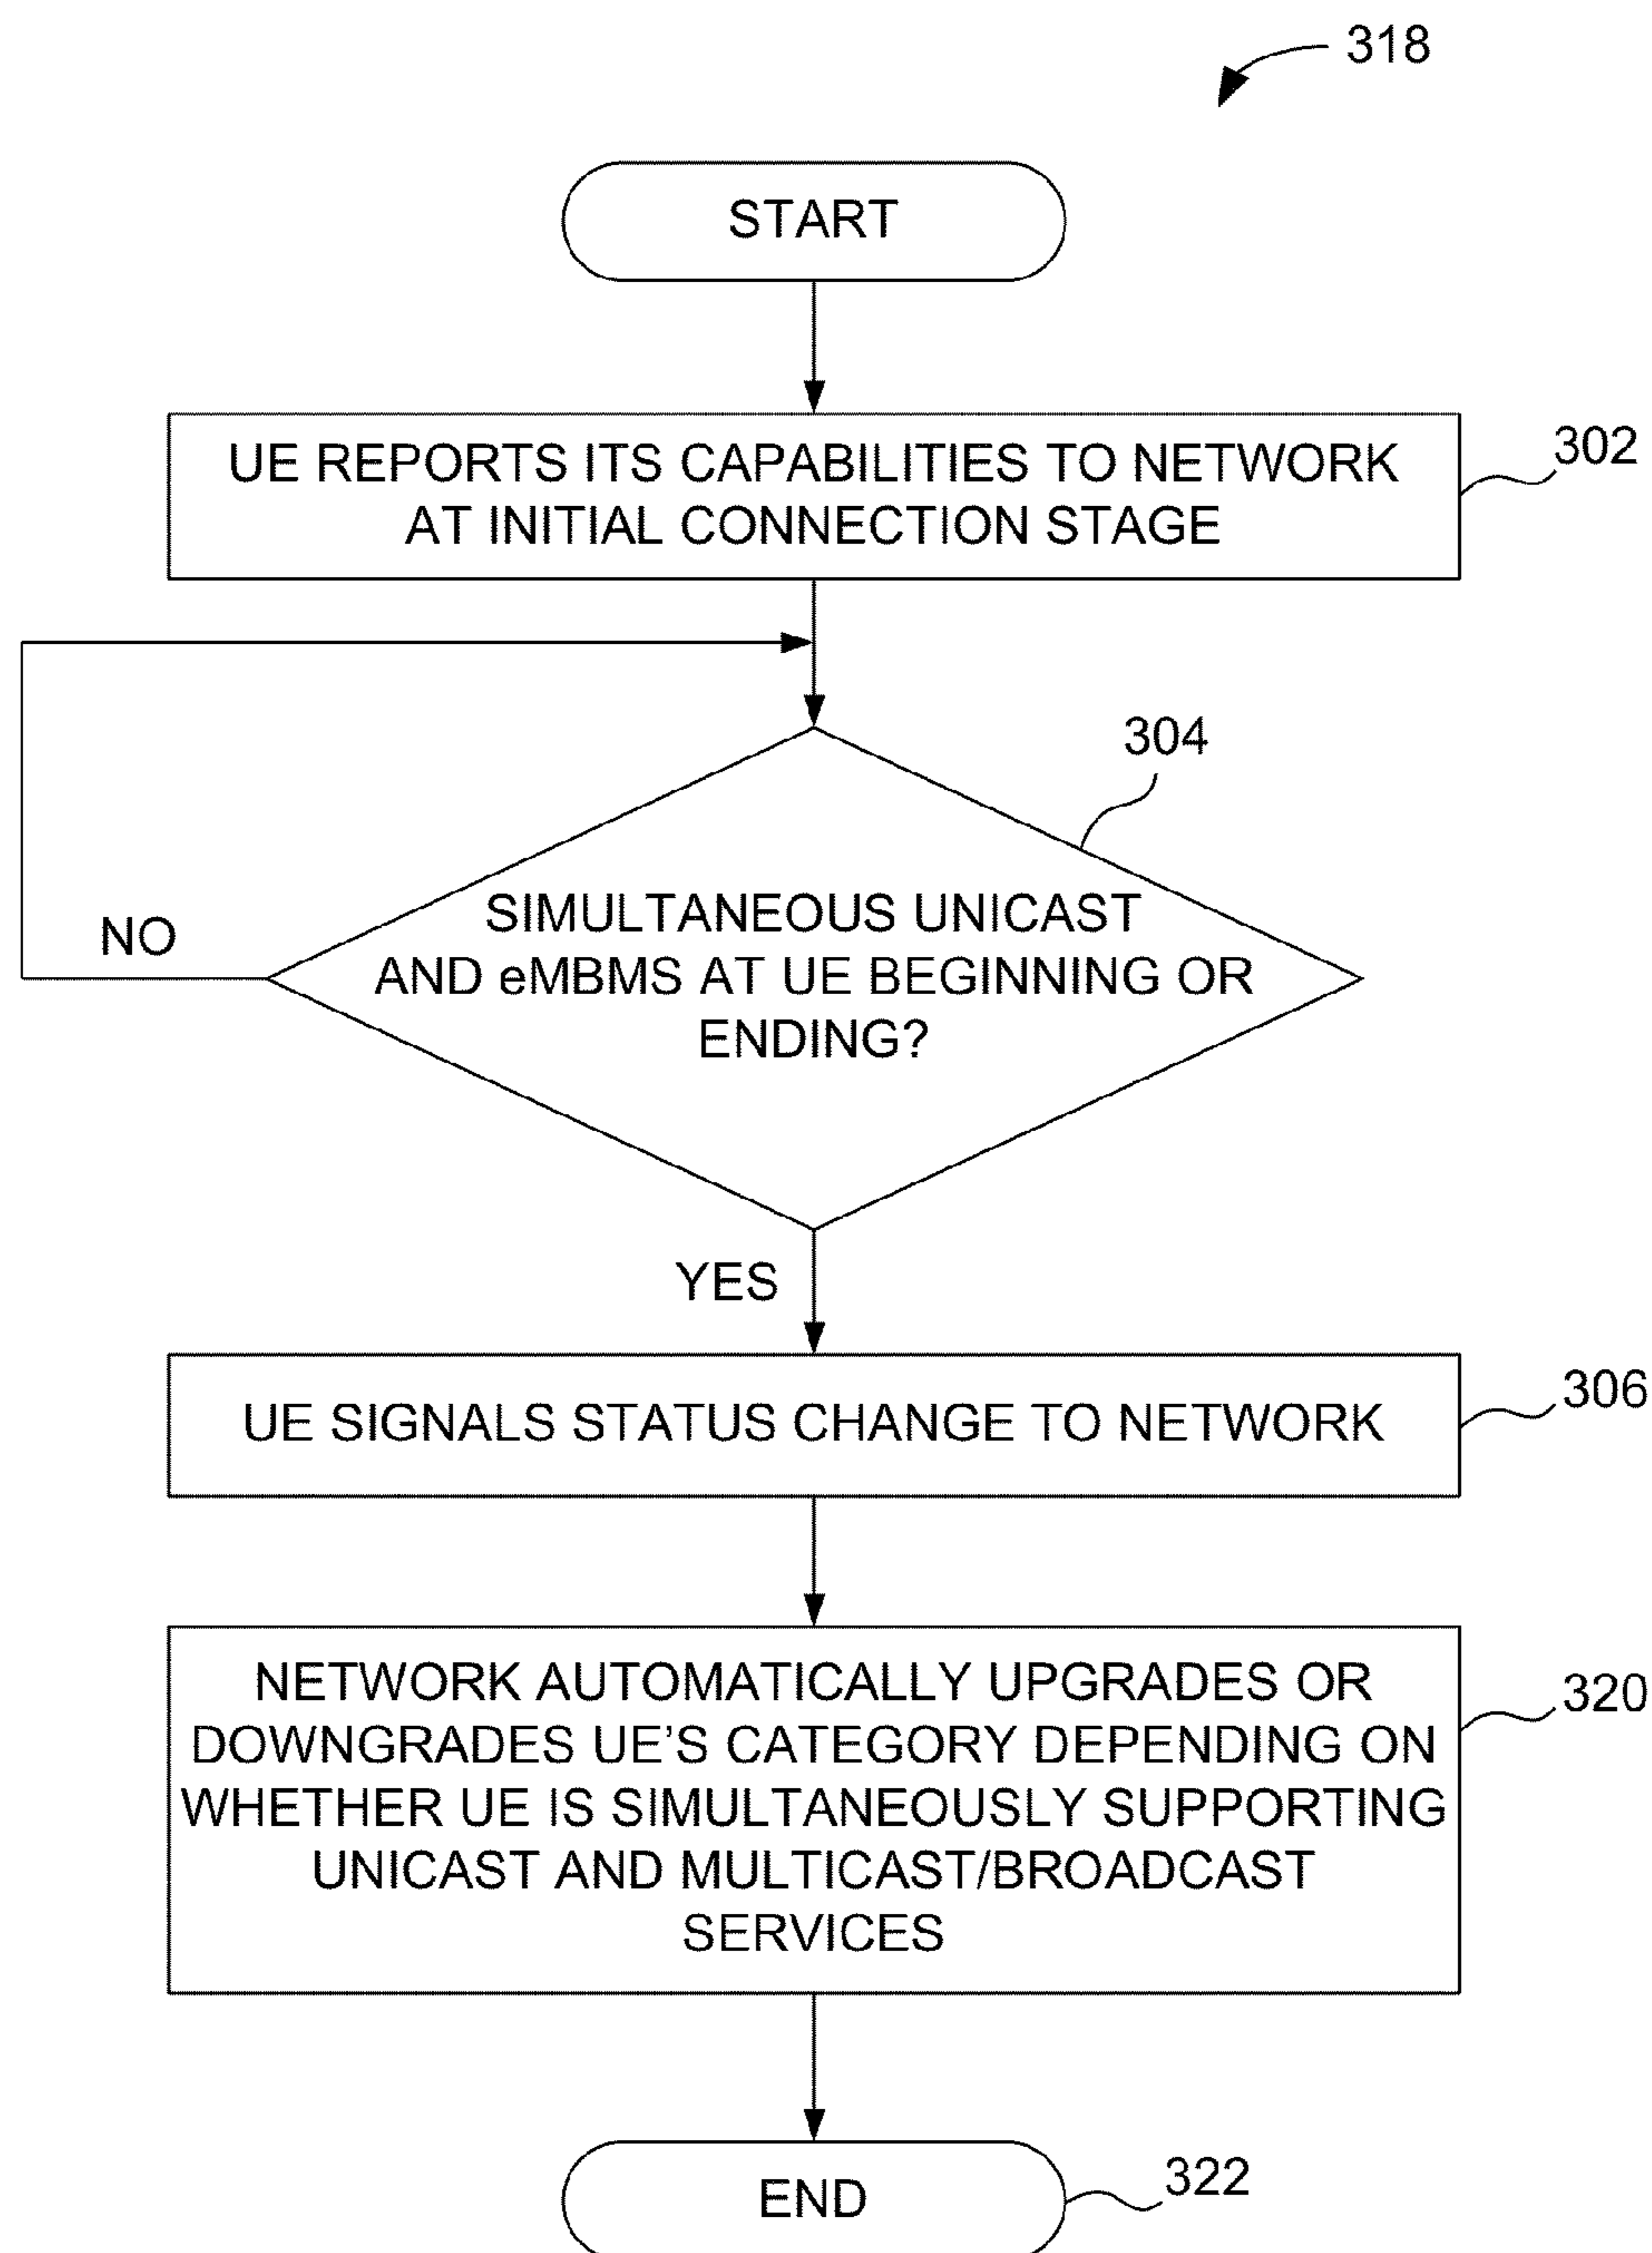 318
START
UE REPORTS ITS CAPABILITIES TO NETWORK
AT INITIAL CONNECTION STAGE
302
304
SIMULTANEOUS UNICAST
AND eMBMS AT UE BEGINNING OR
ENDING?
NO
YES
UE SIGNALS STATUS CHANGE TO NETWORK
306
NETWORK AUTOMATICALLY UPGRADES OR
DOWNGRADES UE'S CATEGORY DEPENDING ON
WHETHER UE IS SIMULTANEOUSLY SUPPORTING
UNICAST AND MULTICAST/BROADCAST
SERVICES
320
END
322